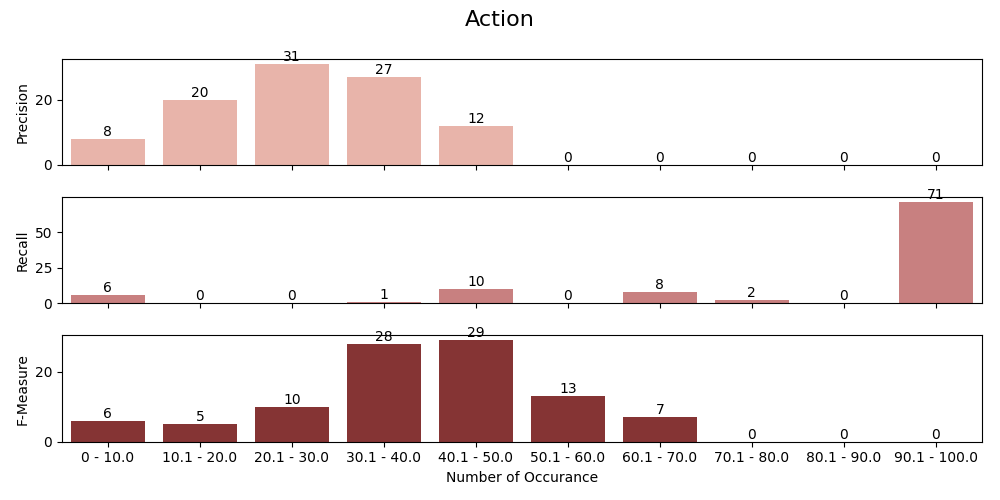 Action
Precision
20
0
8
20
31
27
12
0
0
0
0
0
Recall
50
25
0
6
0
0
1
10
0
8
2
0
71
F-Measure
20
0
6
5
10
28
29
13
7
0
0
0
0 - 10.0
10.1 - 20.0
20.1 - 30.0
30.1 - 40.0
40.1 - 50.0
50.1 - 60.0
60.1 - 70.0
70.1 - 80.0
80.1 - 90.0
90.1 - 100.0
Number of Occurance